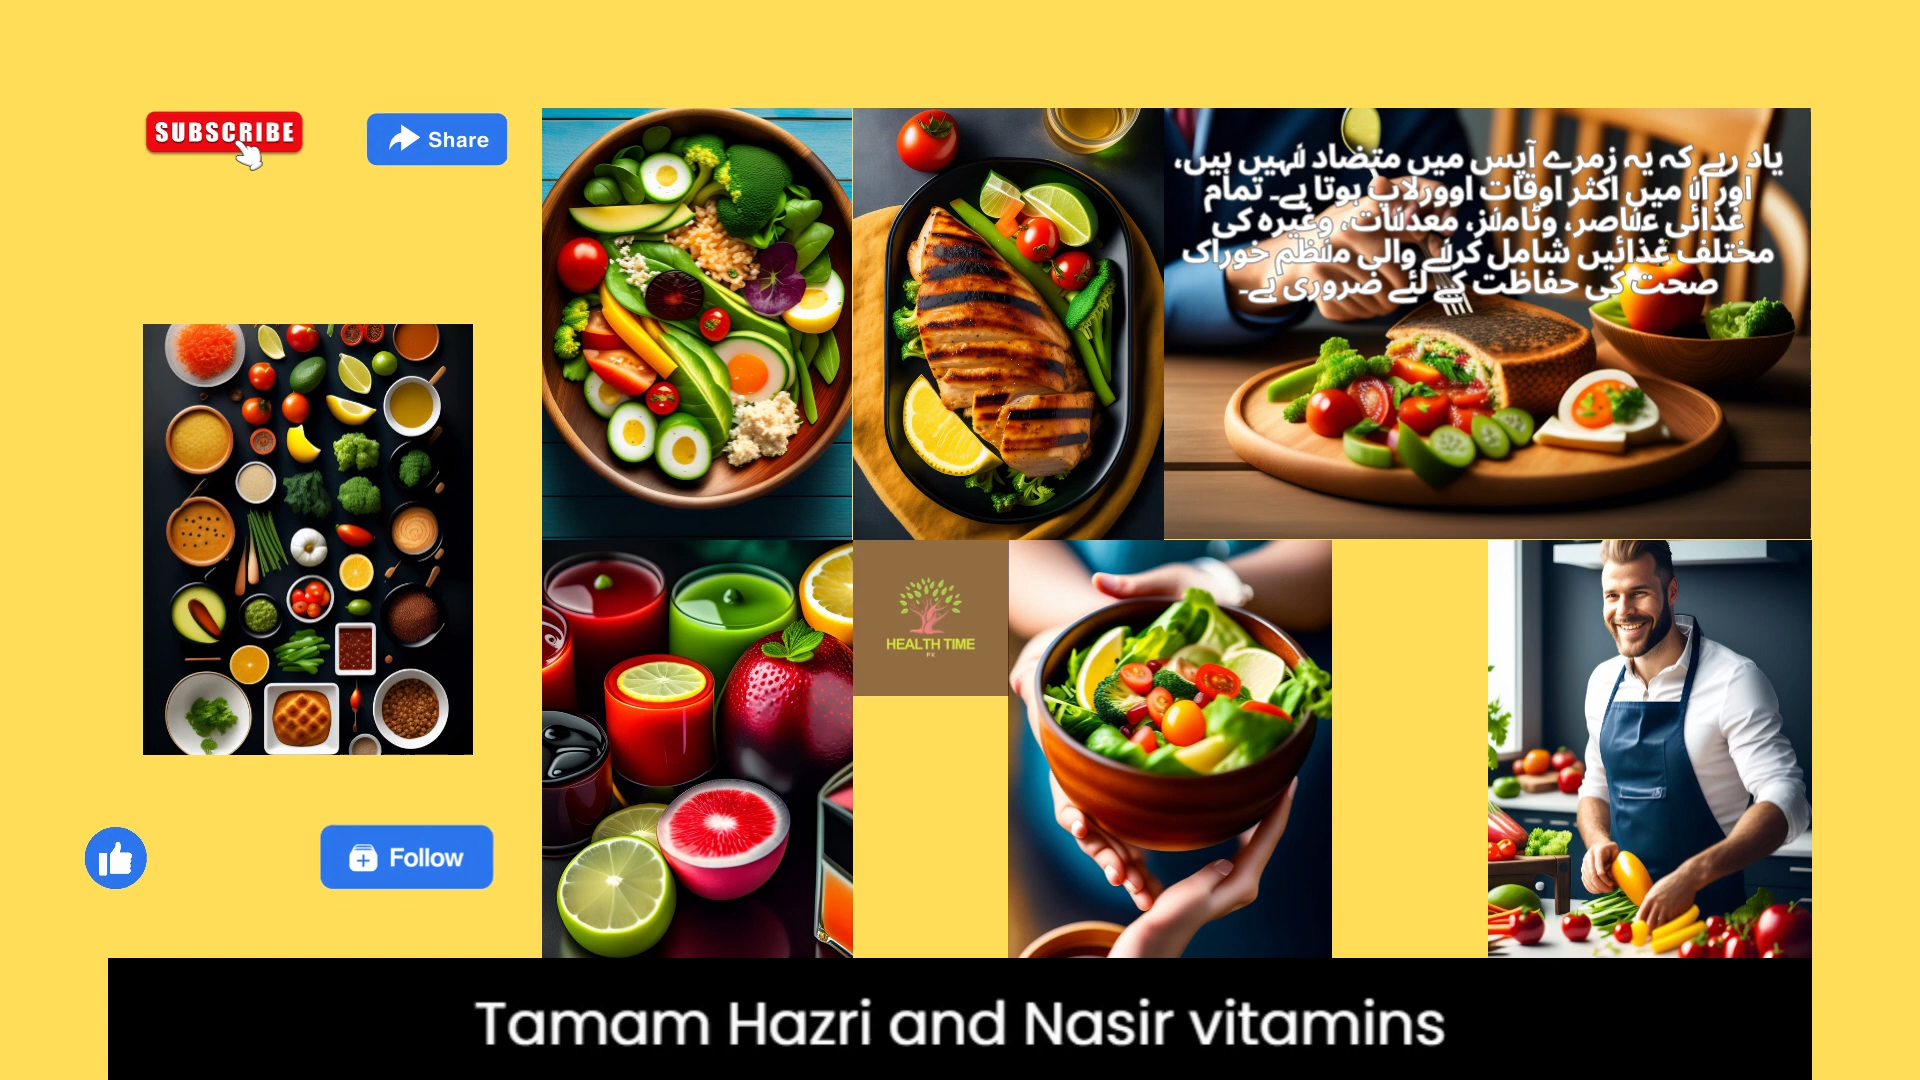 SUBSCRIBE
Share
یاد رہے کہ یہ زمرے آپس میں متضاد نہیں ہیں،
اور ان میں اکثر اوقات اوورلاپ ہوتا ہے۔ تمام
غذائی عناصر، وٹامنز، معدنیات، وغیرہ کی
مختلف غذائیں شامل کرنے والی منظم خوراک
صحت کی حفاظت کے لئے ضروری ہے۔
HEALTH TIME
PK
Follow
Tamam Hazri and Nasir vitamins